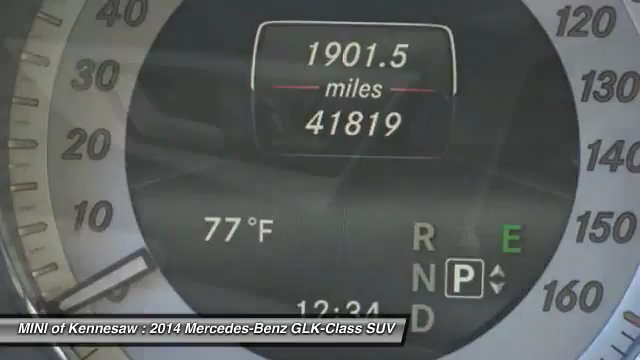 40
30
20
10
0
1901.5
miles
41819
77°F
12:34
R
N P
D
E
120
130
140
150
160
MINI of Kennesaw : 2014 Mercedes-Benz GLK-Class SUV